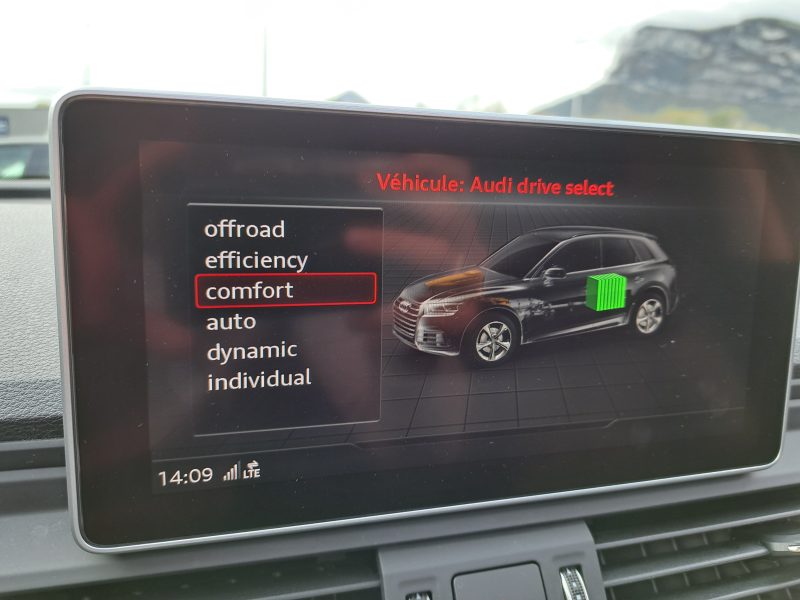 Véhicule: Audi drive select
offroad
efficiency
comfort
auto
dynamic
individual
14:09 LTE